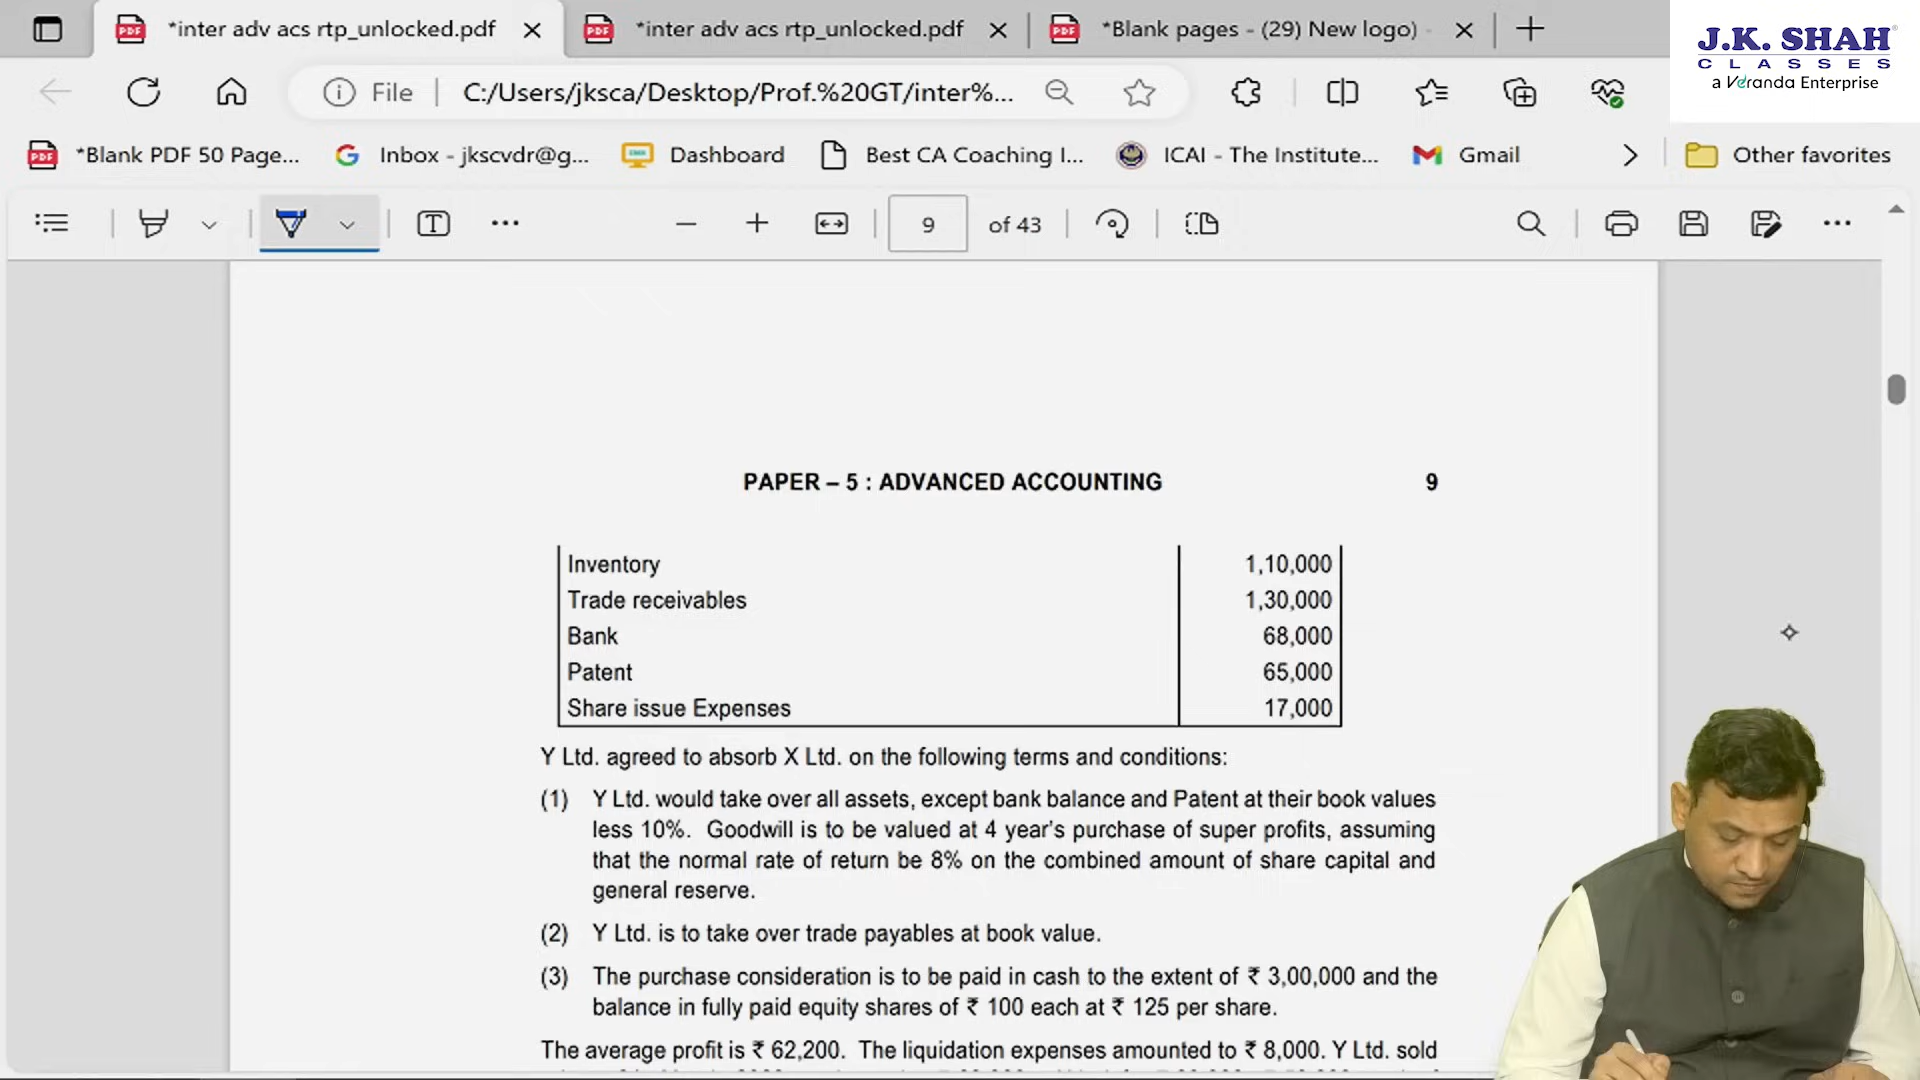 *inter adv acs rtp_unlocked.pdf
*inter adv acs rtp_unlocked.pdf
*Blank pages - (29) New logo)
J.K. SHAH
CLASSES
a Veranda Enterprise
File
C:/Users/jksca/Desktop/Prof.%20GT/inter%...
*Blank PDF 50 Page...
Inbox - jkscvdr@g...
Dashboard
Best CA Coaching I...
ICAI - The Institute...
Gmail
Other favorites
9 of 43
PAPER – 5 : ADVANCED ACCOUNTING 9
Inventory 1,10,000
Trade receivables 1,30,000
Bank 68,000
Patent 65,000
Share issue Expenses 17,000
Y Ltd. agreed to absorb X Ltd. on the following terms and conditions:
(1) Y Ltd. would take over all assets, except bank balance and Patent at their book values
less 10%. Goodwill is to be valued at 4 year's purchase of super profits, assuming
that the normal rate of return be 8% on the combined amount of share capital and
general reserve.
(2) Y Ltd. is to take over trade payables at book value.
(3) The purchase consideration is to be paid in cash to the extent of ₹ 3,00,000 and the
balance in fully paid equity shares of ₹ 100 each at ₹ 125 per share.
The average profit is ₹ 62,200. The liquidation expenses amounted to ₹ 8,000. Y Ltd. sold